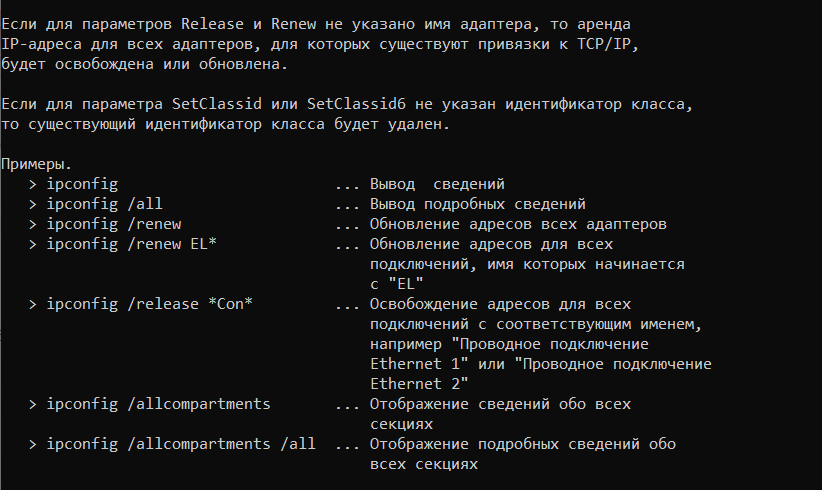 Если для параметров Release и Renew не указано имя адаптера, то аренда
IP-адреса для всех адаптеров, для которых существуют привязки к TCP/IP,
будет освобождена или обновлена.
Если для параметра SetClassid или SetClassid6 не указан идентификатор класса,
то существующий идентификатор класса будет удален.
Примеры.
> ipconfig ... Вывод сведений
> ipconfig /all ... Вывод подробных сведений
> ipconfig /renew ... Обновление адресов всех адаптеров
> ipconfig /renew EL* ... Обновление адресов для всех
подключений, имя которых начинается
с "EL"
> ipconfig /release *Con* ... Освобождение адресов для всех
подключений с соответствующим именем,
например "Проводное подключение
Ethernet 1" или "Проводное подключение
Ethernet 2"
> ipconfig /allcompartments ... Отображение сведений обо всех
секциях
> ipconfig /allcompartments /all ... Отображение подробных сведений обо
всех секциях